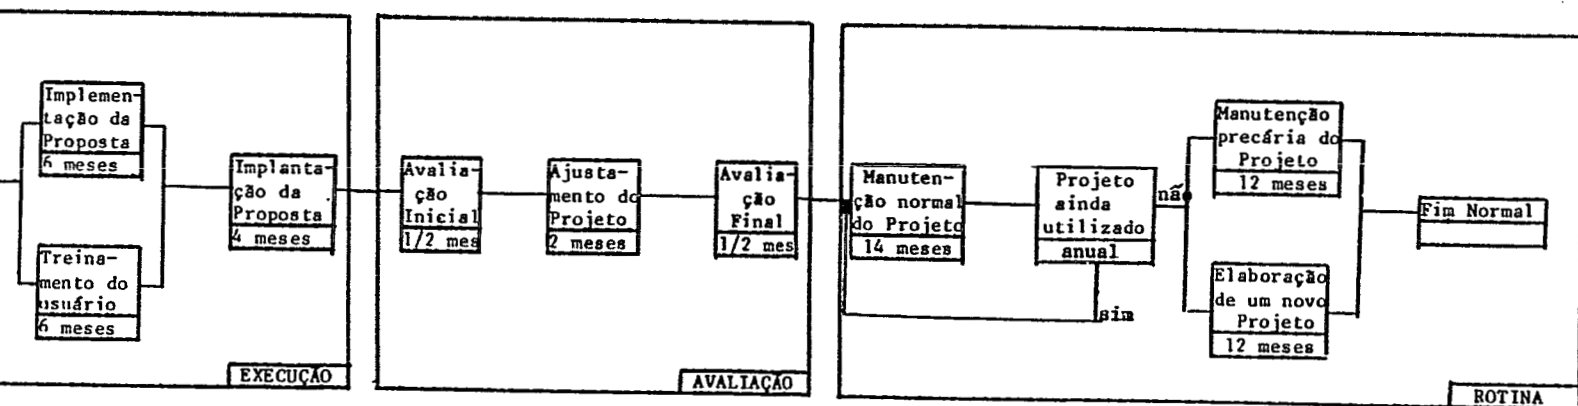 Implemen-
tação da
Proposta
6 meses
Treina-
mento do
usuário
6 meses
Implanta-
ção da
Proposta
4 meses
EXECUÇÃO
Avalia-
ção
Inicial
1/2 mes
Ajusta-
mento do
Projeto
2 meses
Avalia-
ção
Final
1/2 mes
AVALIAÇÃO
Manuten-
ção normal
do Projeto
14 meses
Projeto
ainda
utilizado
anual
sim
nã
Manutenção
precária do
Projeto
12 meses
Elaboração
de um novo
Projeto
12 meses
Fim Normal
ROTINA